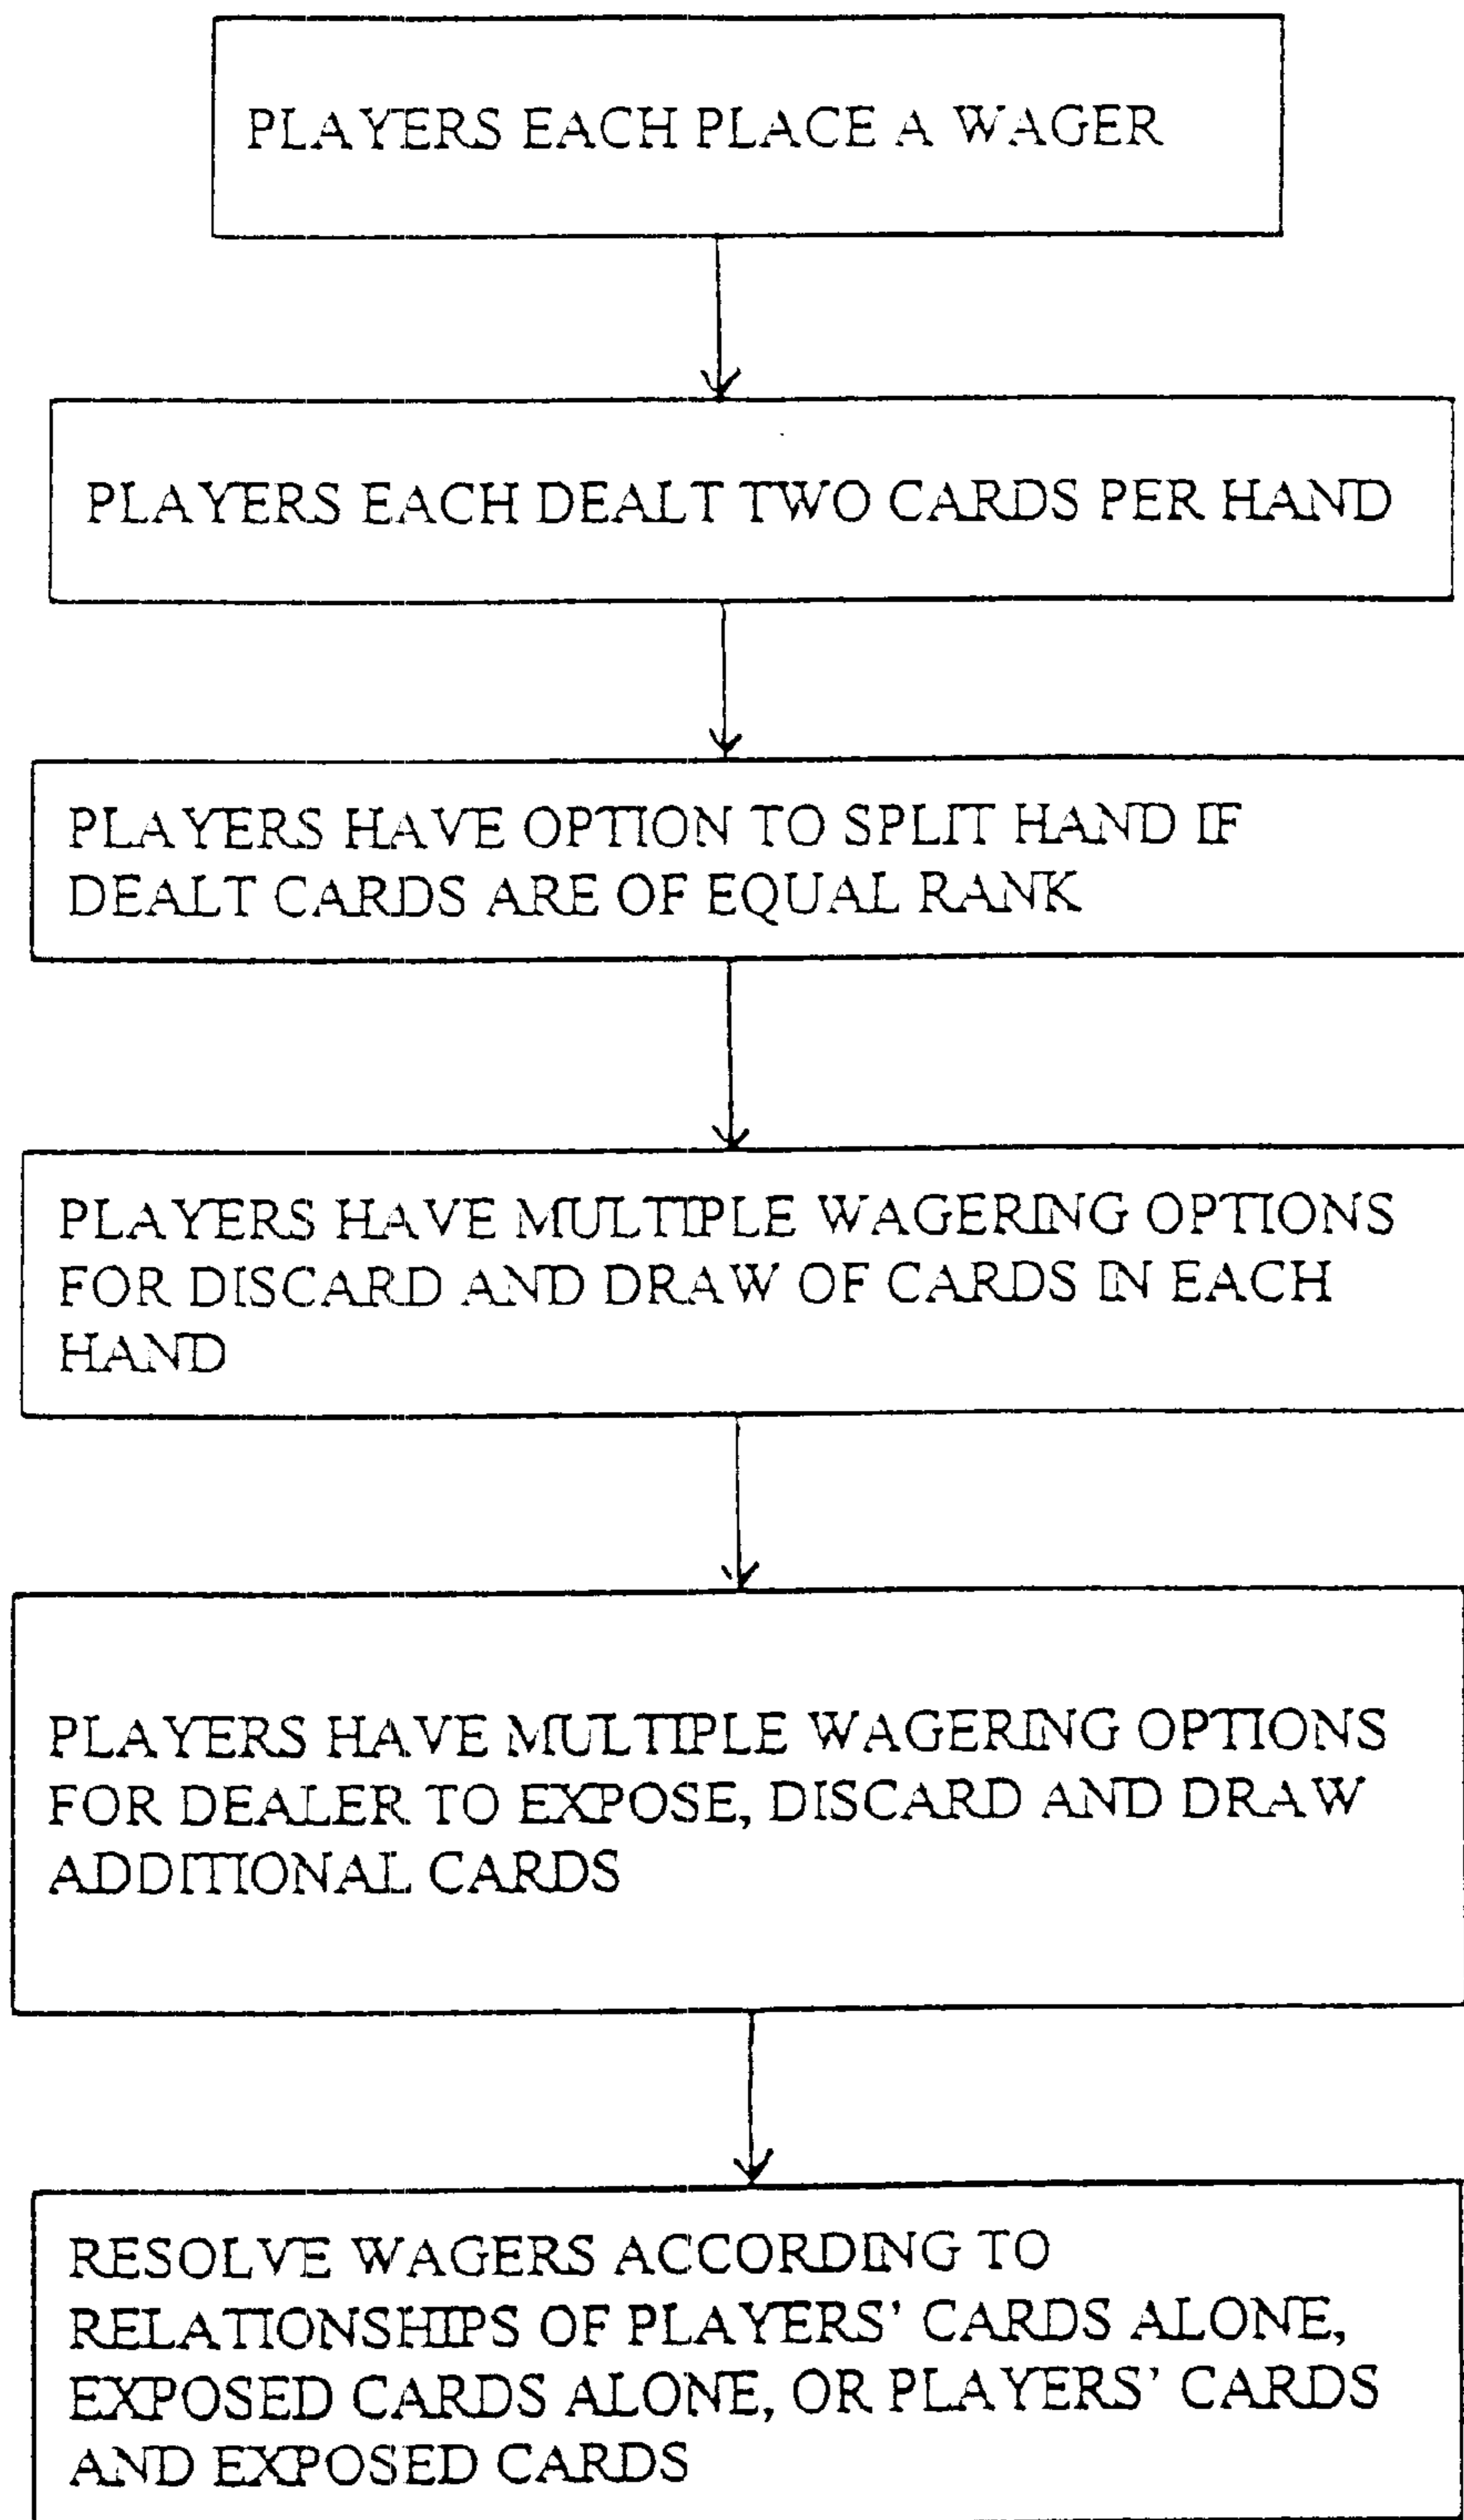 PLAYERS EACH PLACE A WAGER
PLAYERS EACH DEALT TWO CARDS PER HAND
PLAYERS HAVE OPTION TO SPLIT HAND IF
DEALT CARDS ARE OF EQUAL RANK
PLAYERS HAVE MULTIPLE WAGERING OPTIONS
FOR DISCARD AND DRAW OF CARDS IN EACH
HAND
PLAYERS HAVE MULTIPLE WAGERING OPTIONS
FOR DEALER TO EXPOSE, DISCARD AND DRAW
ADDITIONAL CARDS
RESOLVE WAGERS ACCORDING TO
RELATIONSHIPS OF PLAYERS' CARDS ALONE,
EXPOSED CARDS ALONE, OR PLAYERS' CARDS
AND EXPOSED CARDS